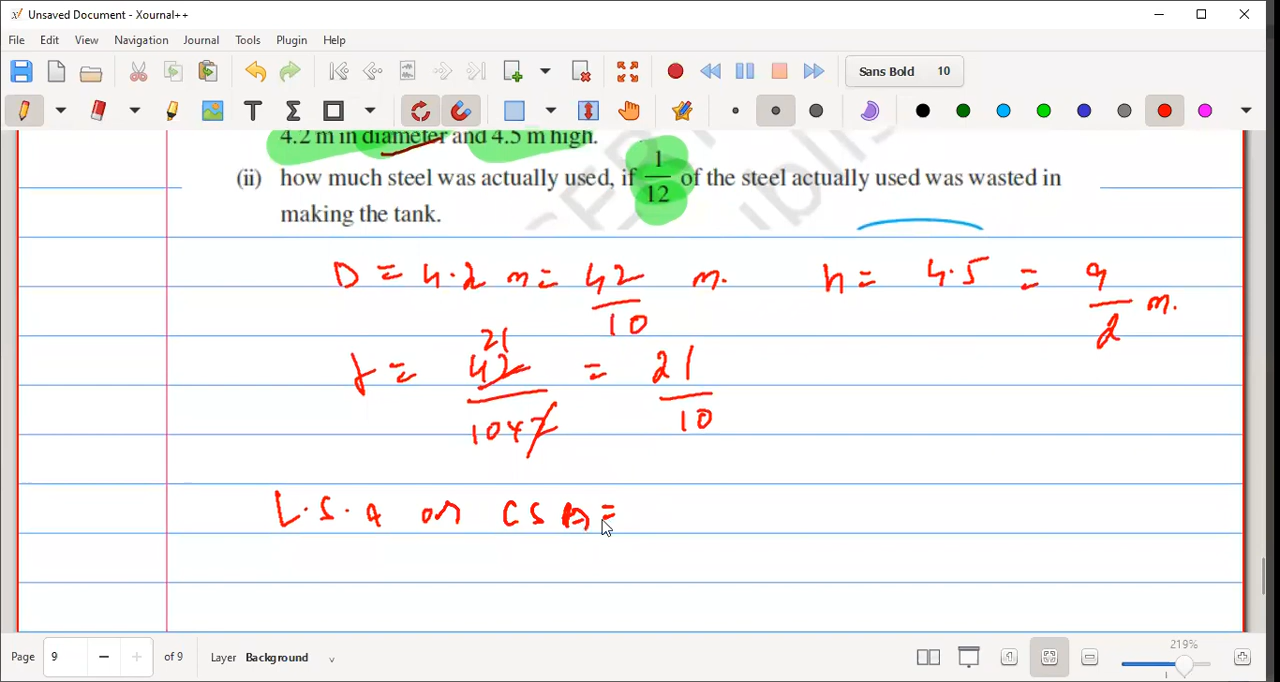 Unsaved Document - Xournal++
File Edit View Navigation Journal Tools Plugin Help
Sans Bold 10
4.2 m in diameter and 4.5 m high.
(ii) how much steel was actually used, if 1/12 of the steel actually used was wasted in
making the tank.
D = 4.2 m = 42/10 m. h = 4.5 = 9/2 m.
21
r = 42/10×2 = 21/10
L.S.A or CSA =
Page 9 of 9 Layer Background 219%